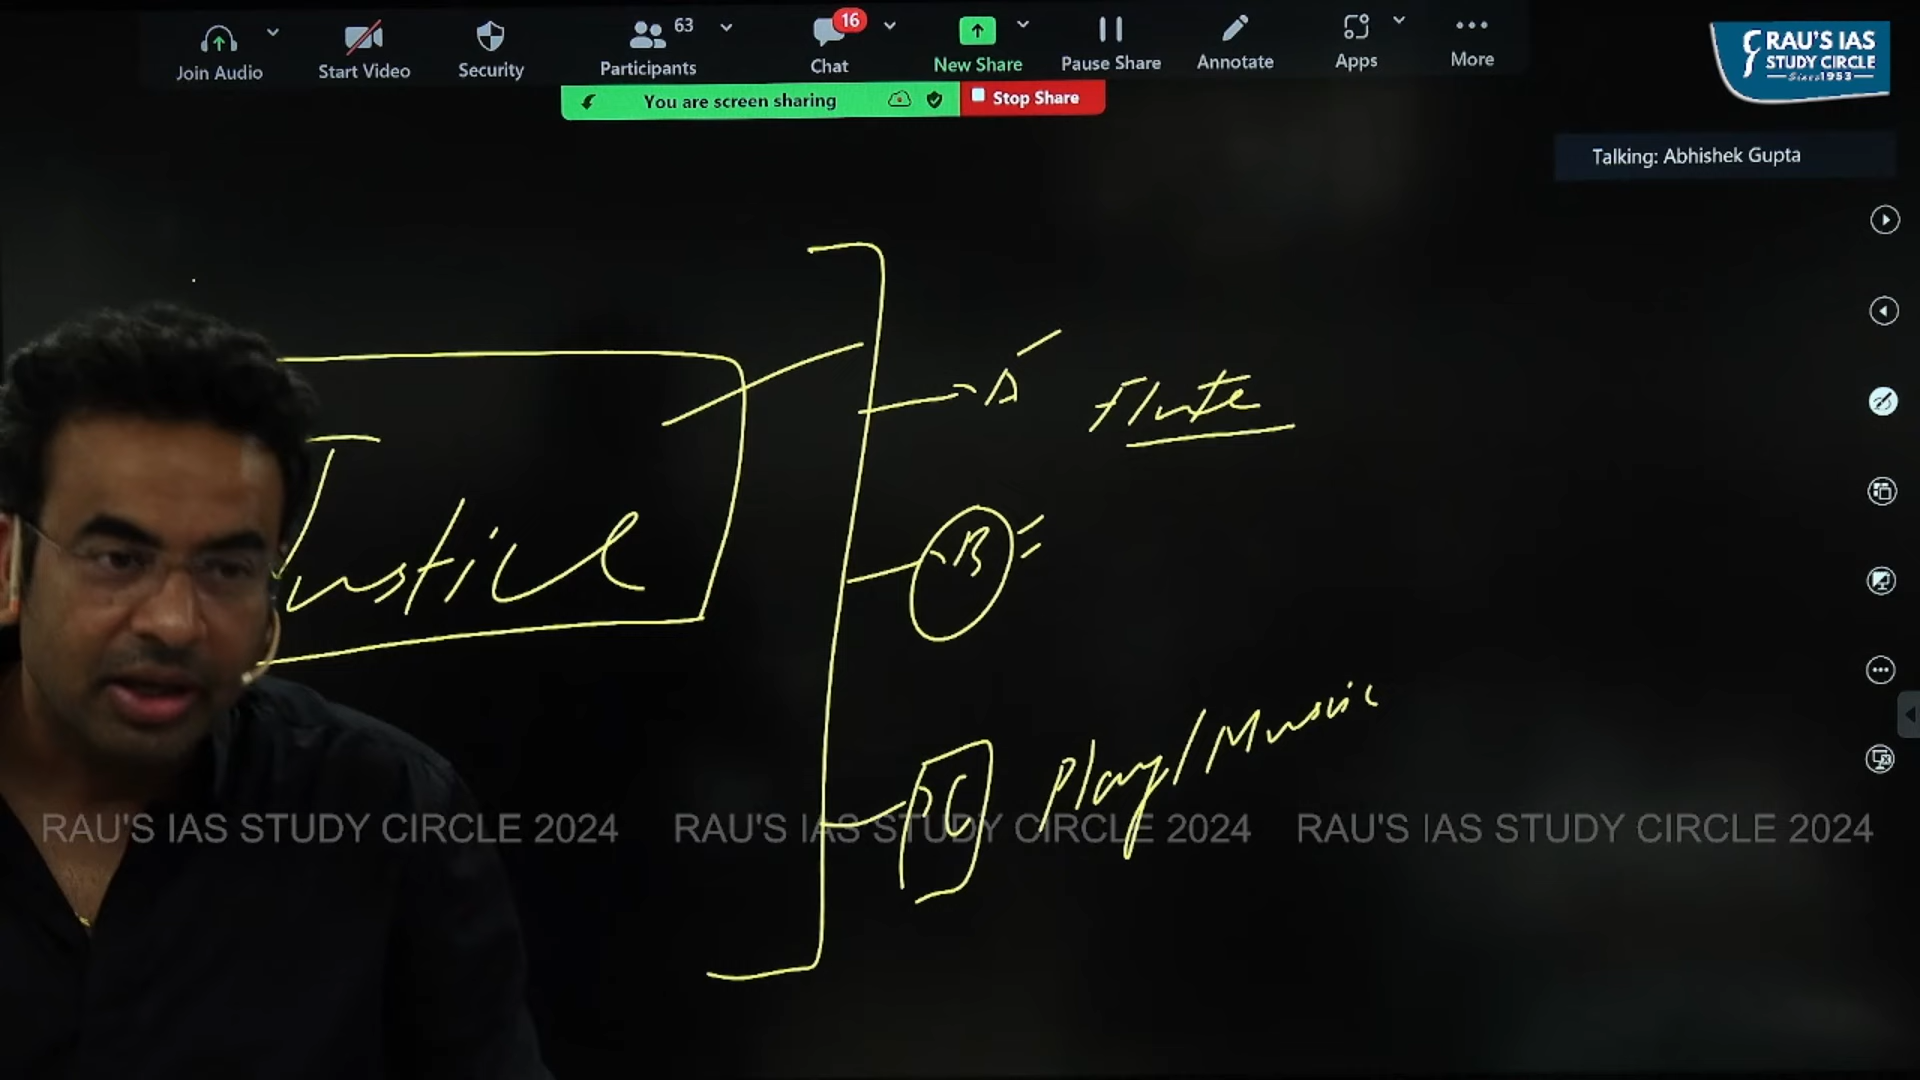 63
16
Join Audio
Start Video
Security
Participants
Chat
New Share
Pause Share
Annotate
Apps
More
You are screen sharing
Stop Share
RAU'S IAS
STUDY CIRCLE
Since 1953
Talking: Abhishek Gupta
Justice
A Flute
B
C Play/Music
RAU'S IAS STUDY CIRCLE 2024 RAU'S IAS STUDY CIRCLE 2024 RAU'S IAS STUDY CIRCLE 2024